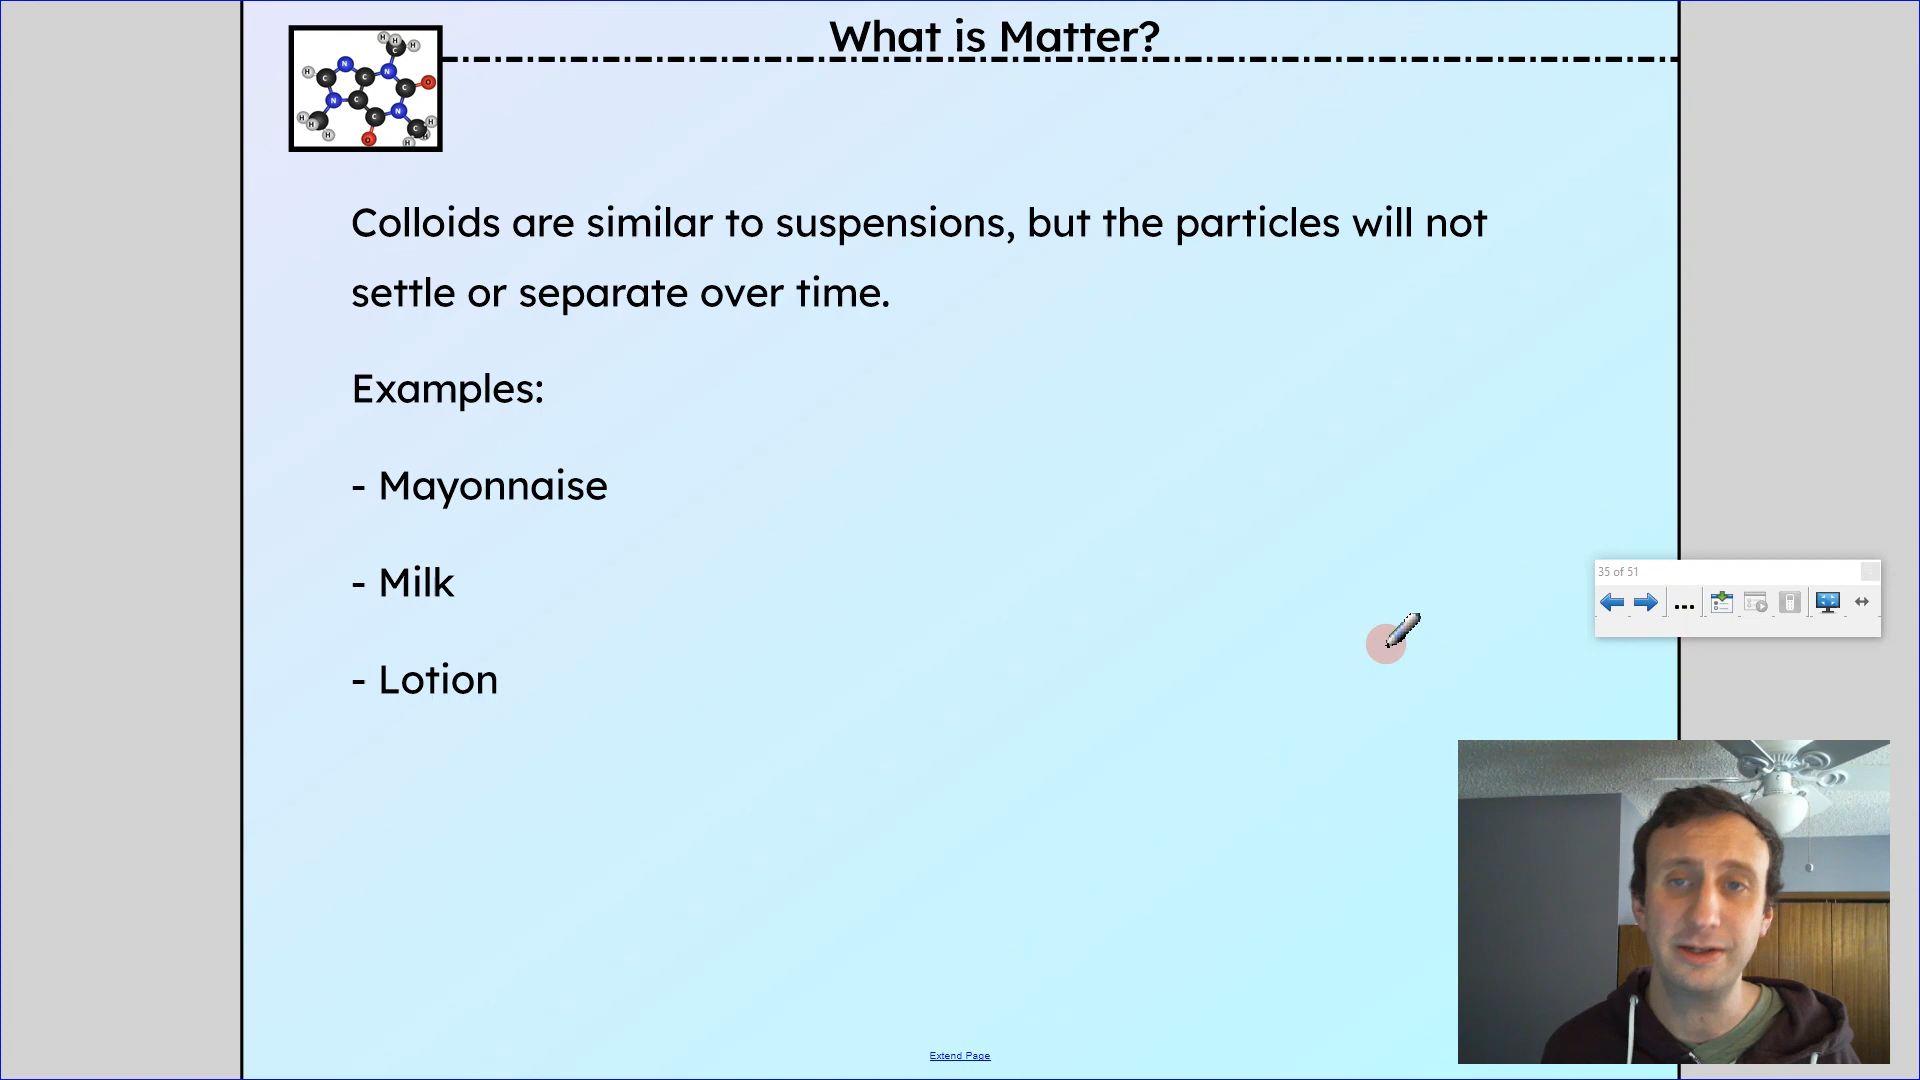 What is Matter?
Colloids are similar to suspensions, but the particles will not
settle or separate over time.
Examples:
- Mayonnaise
- Milk
- Lotion
35 of 51
Extend Page